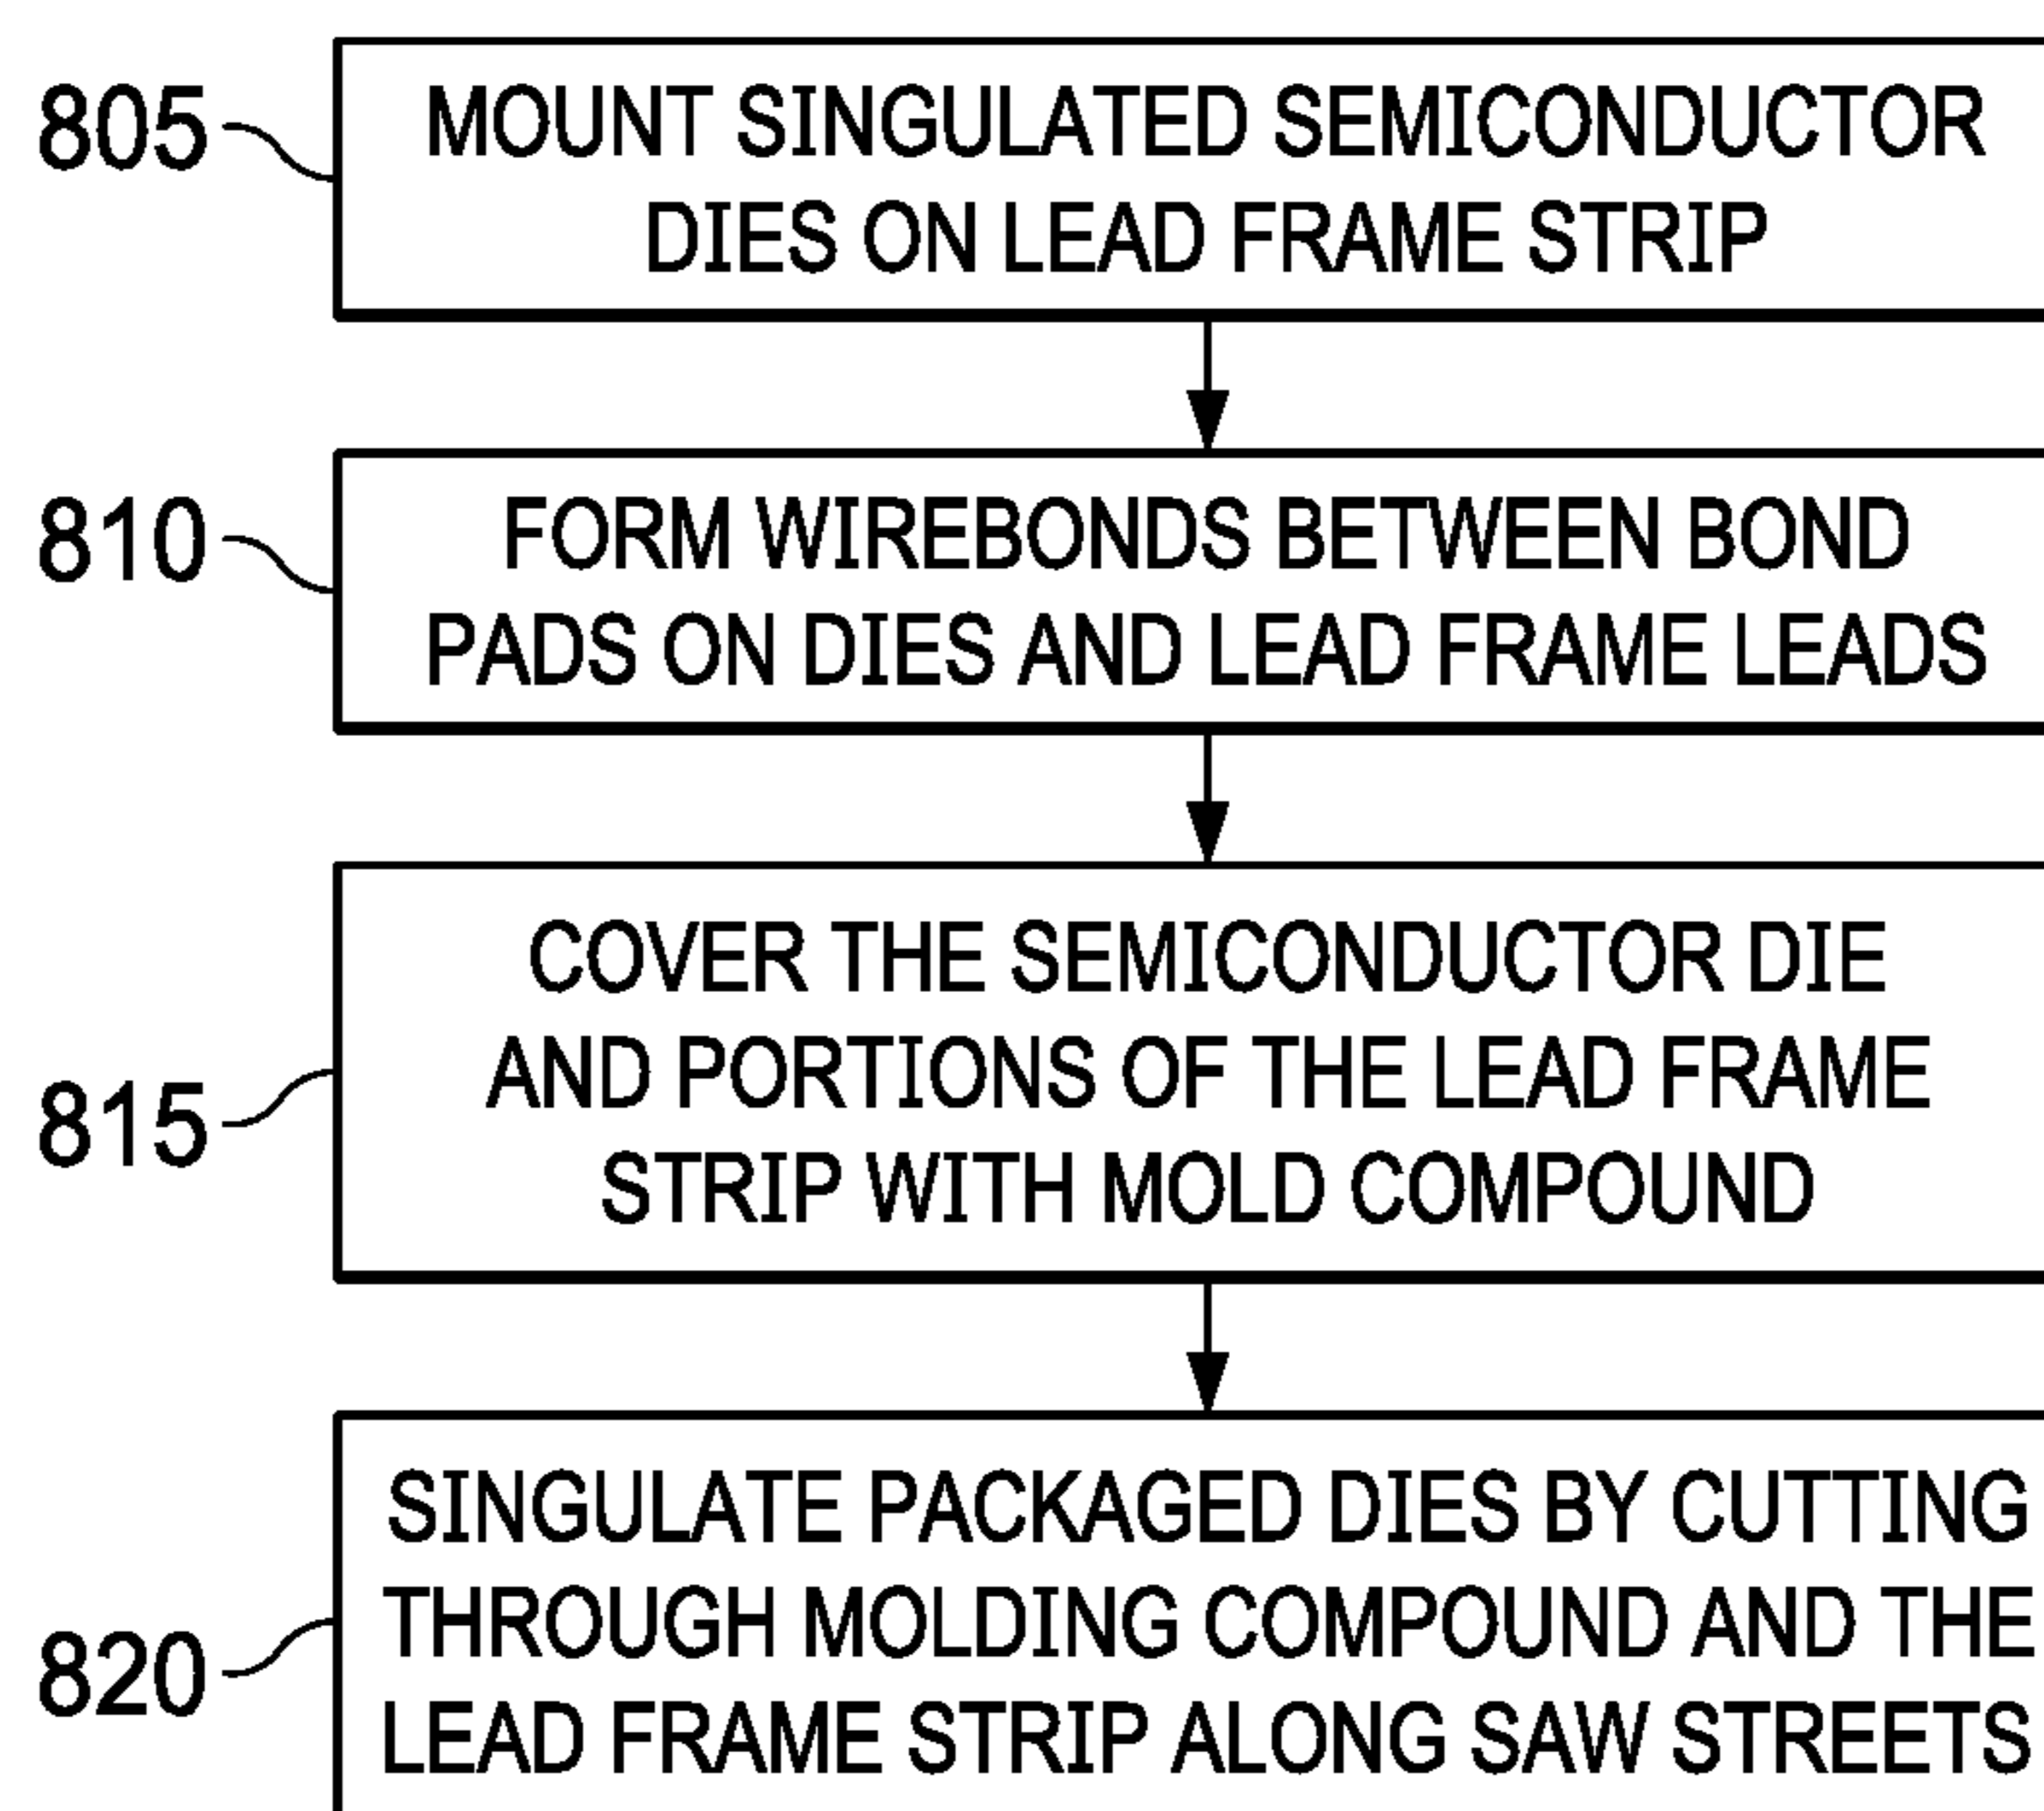 805
MOUNT SINGULATED SEMICONDUCTOR
DIES ON LEAD FRAME STRIP
810
FORM WIREBONDS BETWEEN BOND
PADS ON DIES AND LEAD FRAME LEADS
815
COVER THE SEMICONDUCTOR DIE
AND PORTIONS OF THE LEAD FRAME
STRIP WITH MOLD COMPOUND
820
SINGULATE PACKAGED DIES BY CUTTING
THROUGH MOLDING COMPOUND AND THE
LEAD FRAME STRIP ALONG SAW STREETS